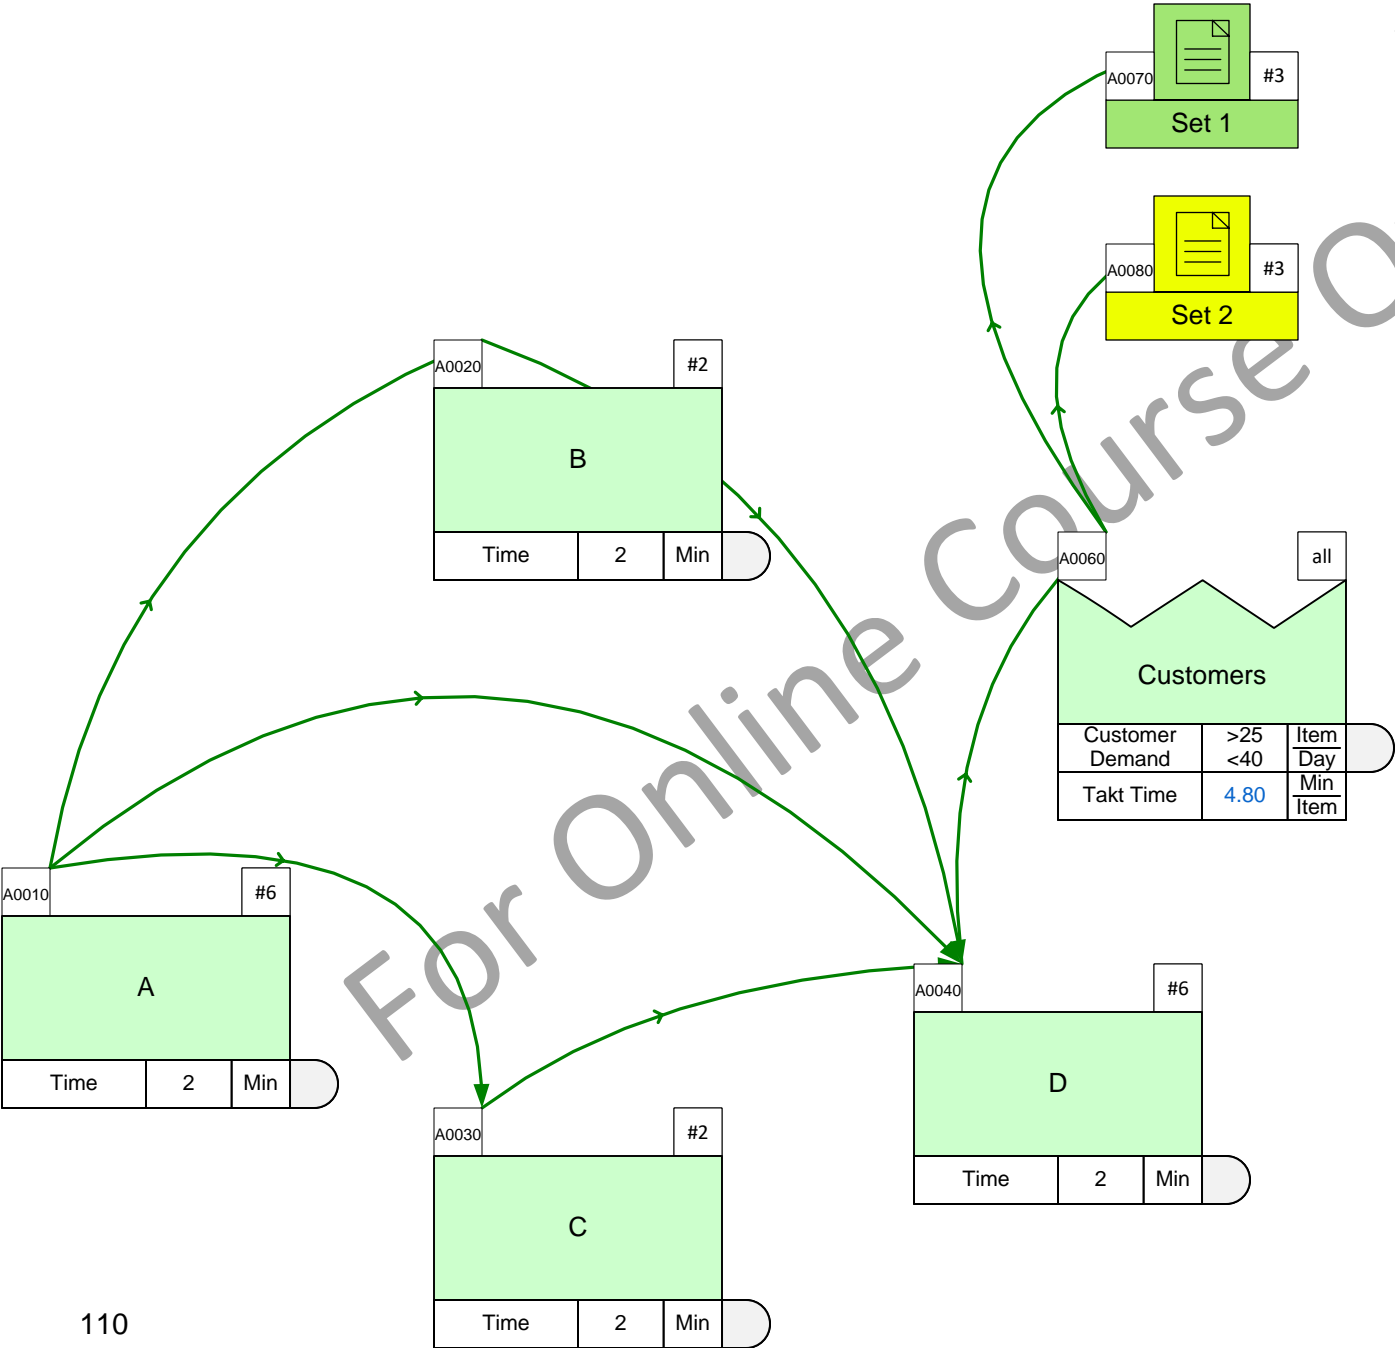 A0070
#3
Set 1
A0080
#3
Set 2
A0020
#2
B
Time 2 Min
A0060
all
Customers
Customer Demand >25 <40 Item Day
Takt Time 4.80 Min Item
A0010
#6
A
Time 2 Min
A0040
#6
D
Time 2 Min
A0030
#2
C
Time 2 Min
110
For Online Course